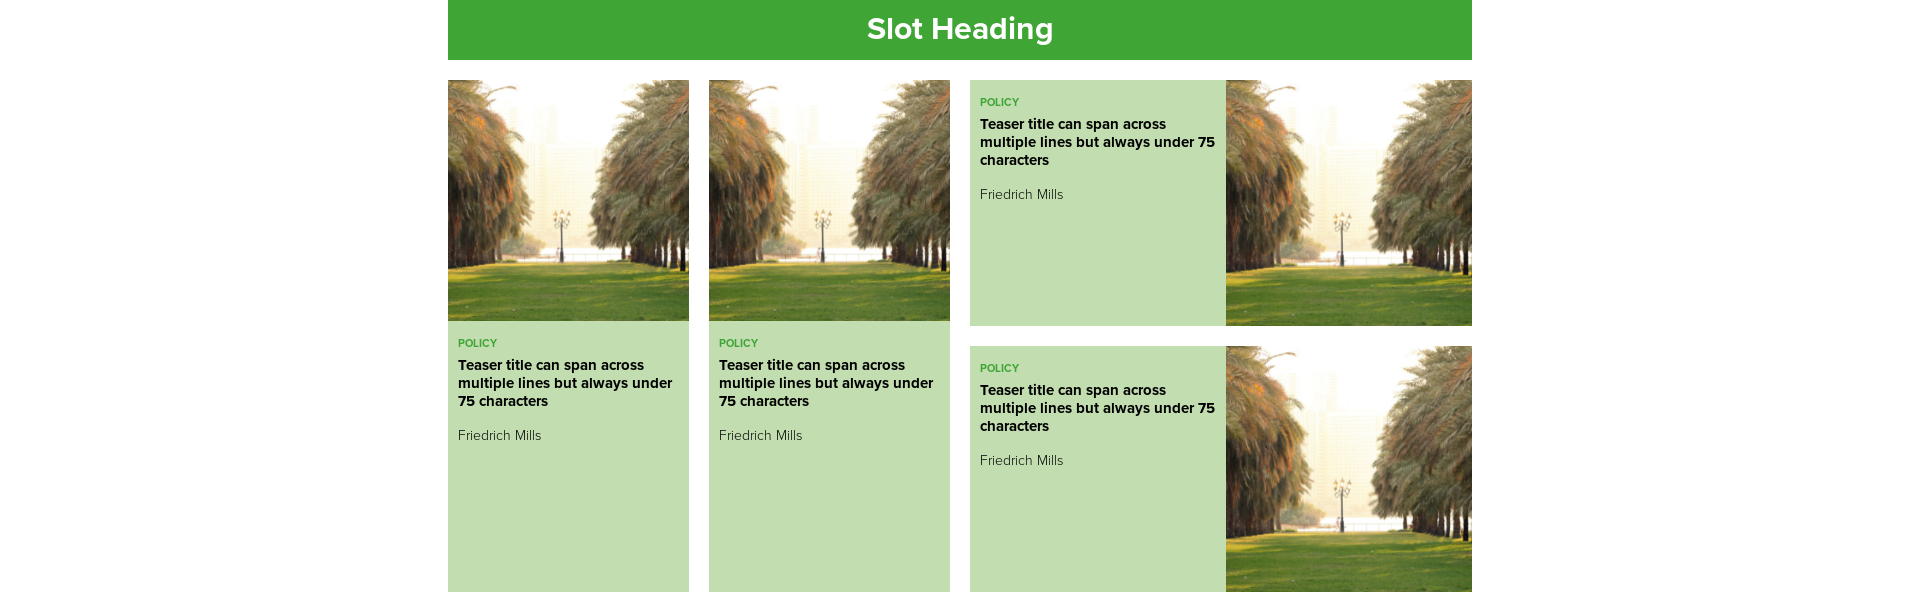 Slot Heading
POLICY
Teaser title can span across
multiple lines but always under
75 characters
Friedrich Mills
POLICY
Teaser title can span across
multiple lines but always under
75 characters
Friedrich Mills
POLICY
Teaser title can span across
multiple lines but always under 75
characters
Friedrich Mills
POLICY
Teaser title can span across
multiple lines but always under 75
characters
Friedrich Mills